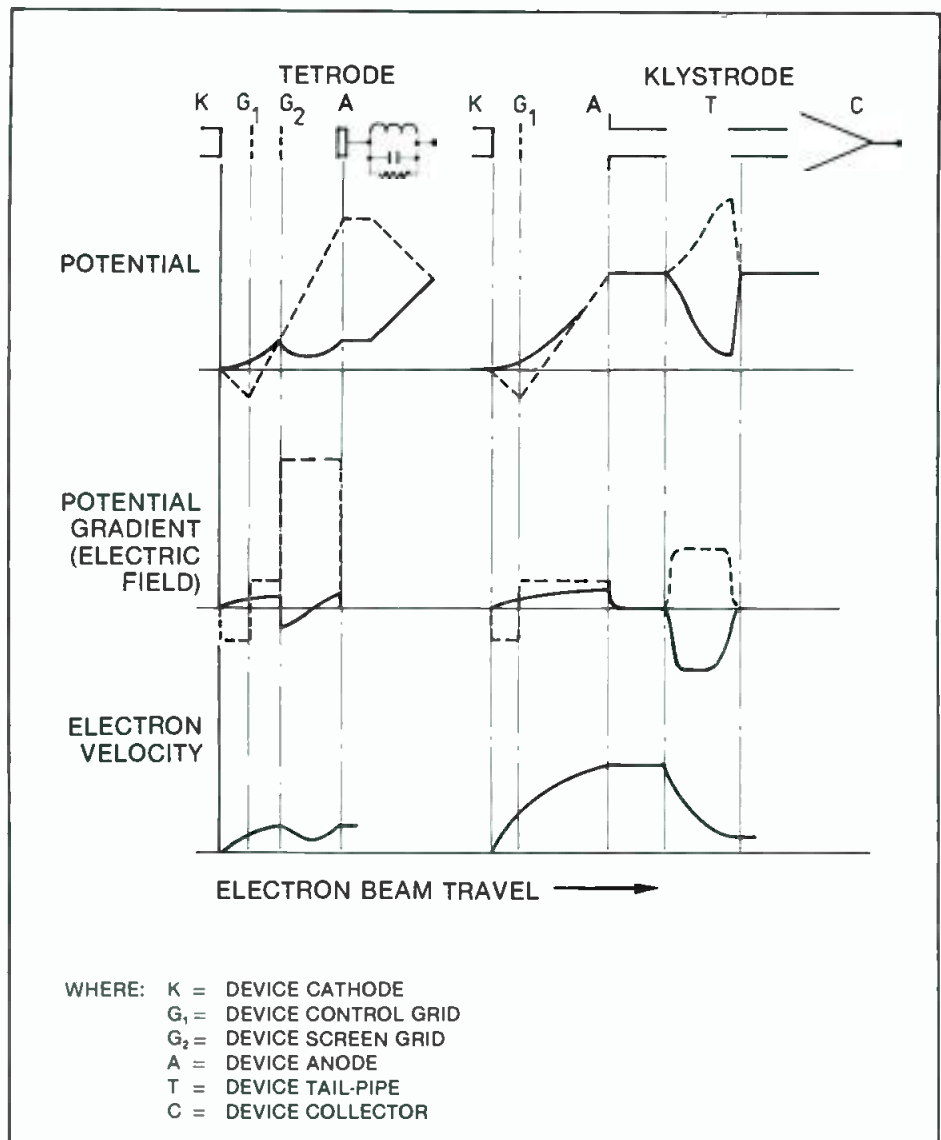 TETRODE
KLYSTRODE
K G₁ G₂ A
K G₁ A T C
POTENTIAL
POTENTIAL
GRADIENT
(ELECTRIC
FIELD)
ELECTRON
VELOCITY
ELECTRON BEAM TRAVEL
WHERE: K = DEVICE CATHODE
G₁ = DEVICE CONTROL GRID
G₂ = DEVICE SCREEN GRID
A = DEVICE ANODE
T = DEVICE TAIL-PIPE
C = DEVICE COLLECTOR